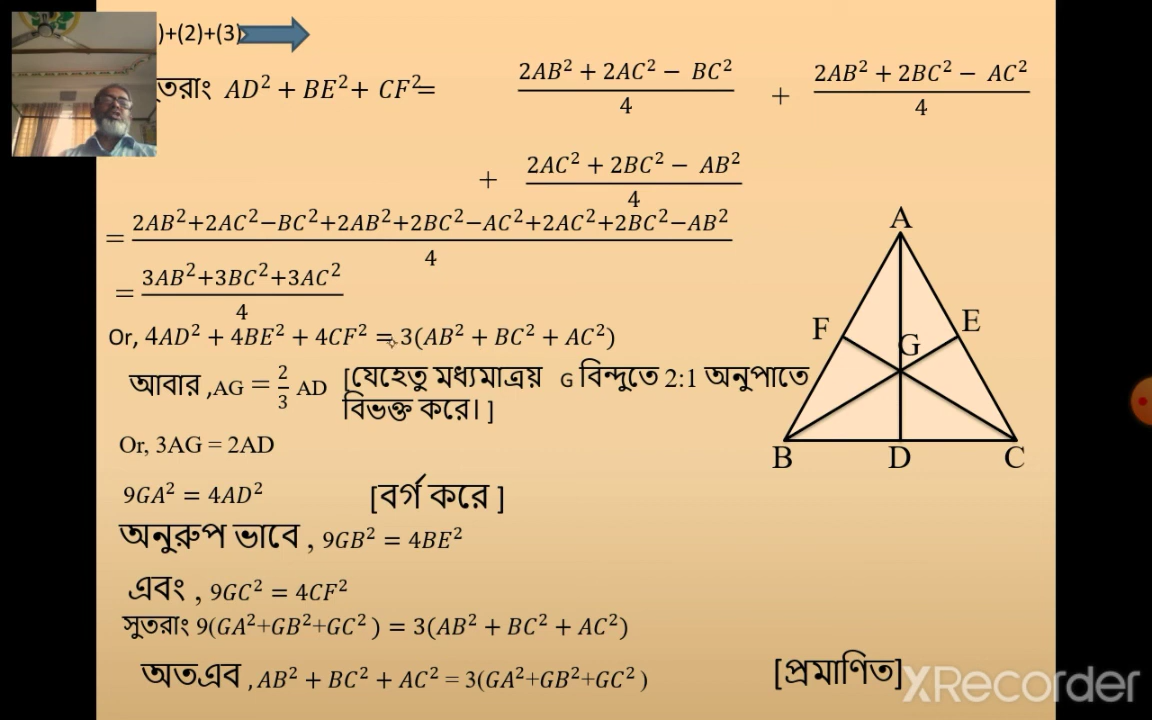 )+(2)+(3)
তরাং AD² + BE² + CF² = (2AB² + 2AC² − BC²)/4 + (2AB² + 2BC² − AC²)/4
+ (2AC² + 2BC² − AB²)/4
= (2AB²+2AC²−BC²+2AB²+2BC²−AC²+2AC²+2BC²−AB²)/4
= (3AB²+3BC²+3AC²)/4
Or, 4AD² + 4BE² + 4CF² = 3(AB² + BC² + AC²)
আবার ,AG = 2/3 AD [যেহেতু মধ্যমাত্রয় G বিন্দুতে 2:1 অনুপাতে
বিভক্ত করে। ]
Or, 3AG = 2AD
9GA² = 4AD² [বর্গ করে ]
অনুরুপ ভাবে , 9GB² = 4BE²
এবং , 9GC² = 4CF²
সুতরাং 9(GA²+GB²+GC² ) = 3(AB² + BC² + AC²)
অতএব , AB² + BC² + AC² = 3(GA²+GB²+GC² ) [প্রমাণিত]
A
F
E
G
B
D
C
XRecorder